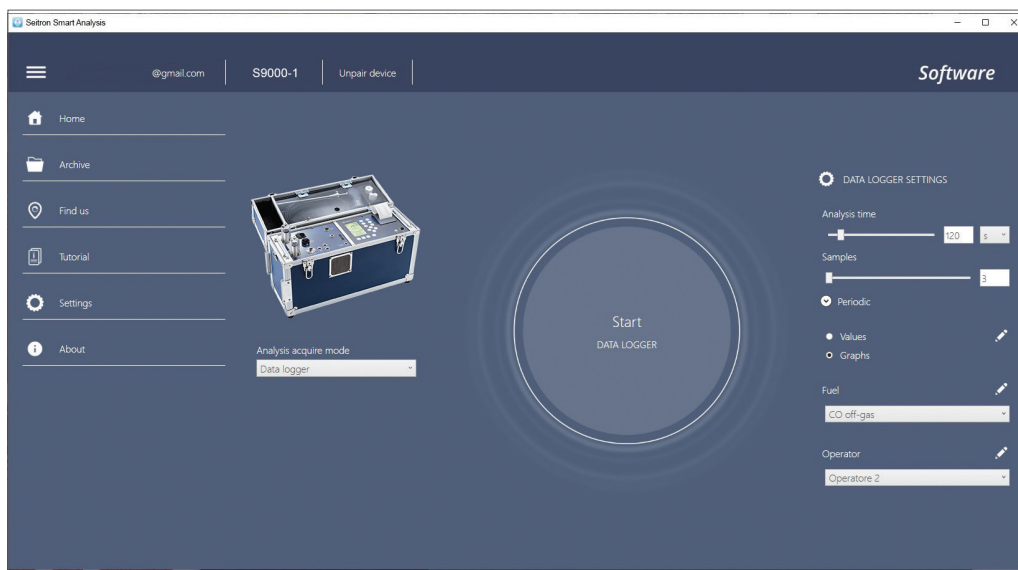 Seitron Smart Analysis
@gmail.com
S9000-1
Unpair device
Software
Home
Archive
Find us
Tutorial
Settings
About
Analysis acquire mode
Data logger
Start
DATA LOGGER
DATA LOGGER SETTINGS
Analysis time
120
s
Samples
3
Periodic
Values
Graphs
Fuel
CO off-gas
Operator
Operatore 2